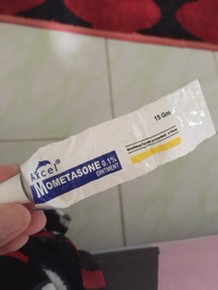 Axcel®
MOMETASONE 0.1%
OINTMENT
15 Gm